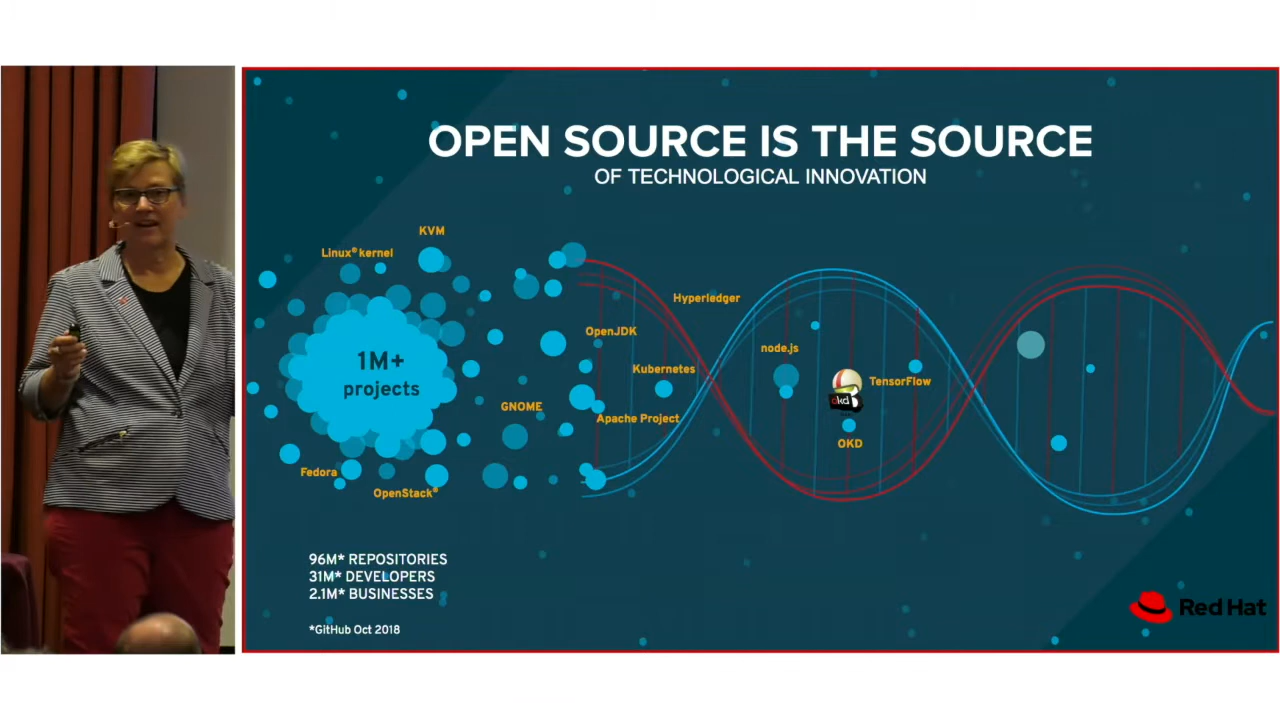 OPEN SOURCE IS THE SOURCE
OF TECHNOLOGICAL INNOVATION
KVM
Linux® kernel
Hyperledger
OpenJDK
node.js
1M+
projects
Kubernetes
TensorFlow
okd
GNOME
Apache Project
OKD
Fedora
OpenStack®
96M* REPOSITORIES
31M* DEVELOPERS
2.1M* BUSINESSES
*GitHub Oct 2018
Red Hat